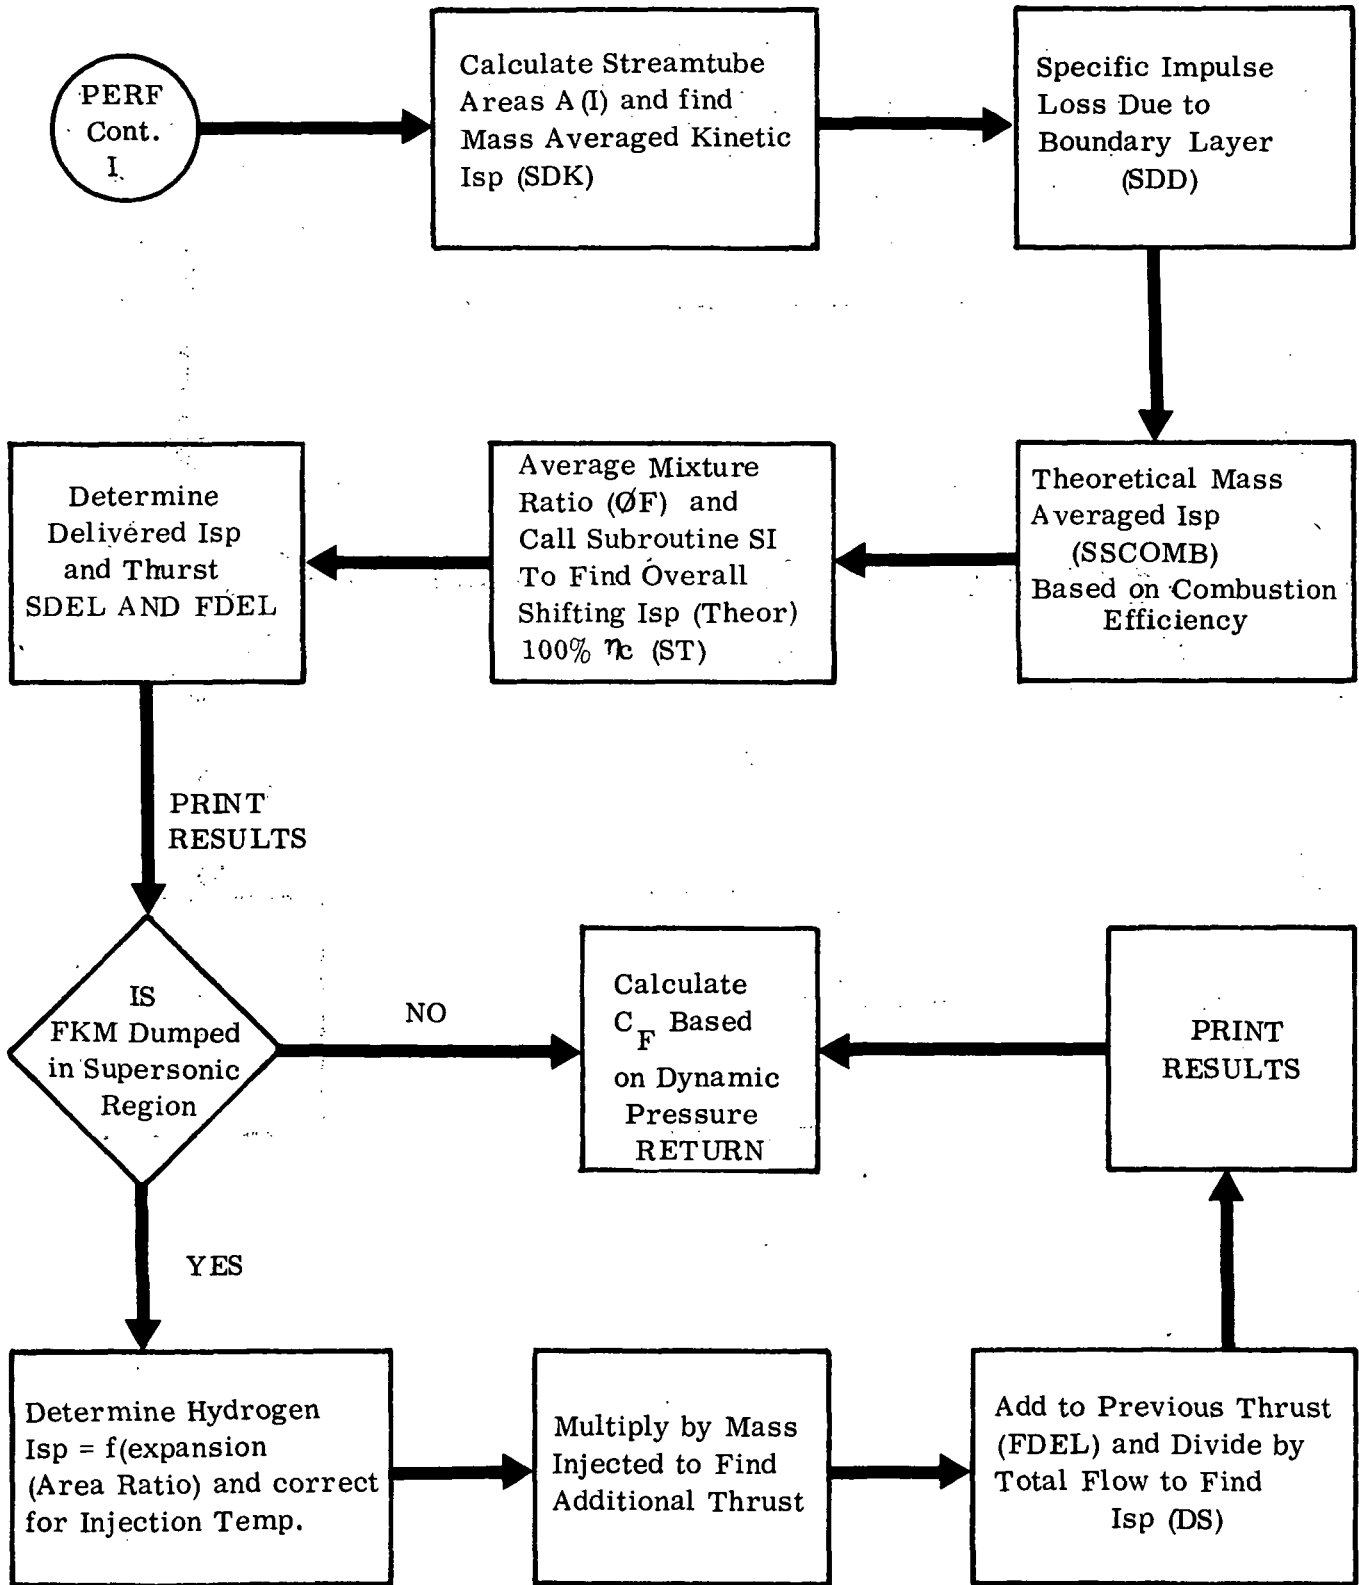 PERF
Cont.
I
Calculate Streamtube
Areas A(I) and find
Mass Averaged Kinetic
Isp (SDK)
Specific Impulse
Loss Due to
Boundary Layer
(SDD)
Theoretical Mass
Averaged Isp
(SSCOMB)
Based on Combustion
Efficiency
Average Mixture
Ratio (ØF) and
Call Subroutine SI
To Find Overall
Shifting Isp (Theor)
100% ηc (ST)
Determine
Delivered Isp
and Thurst
SDEL AND FDEL
PRINT
RESULTS
IS
FKM Dumped
in Supersonic
Region
NO
Calculate
CF Based
on Dynamic
Pressure
RETURN
PRINT
RESULTS
YES
Determine Hydrogen
Isp = f(expansion
(Area Ratio) and correct
for Injection Temp.
Multiply by Mass
Injected to Find
Additional Thrust
Add to Previous Thrust
(FDEL) and Divide by
Total Flow to Find
Isp (DS)